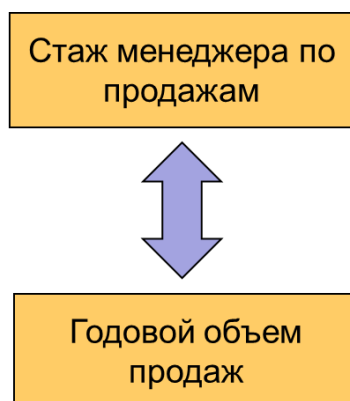 Стаж менеджера по
продажам
Годовой объем
продаж